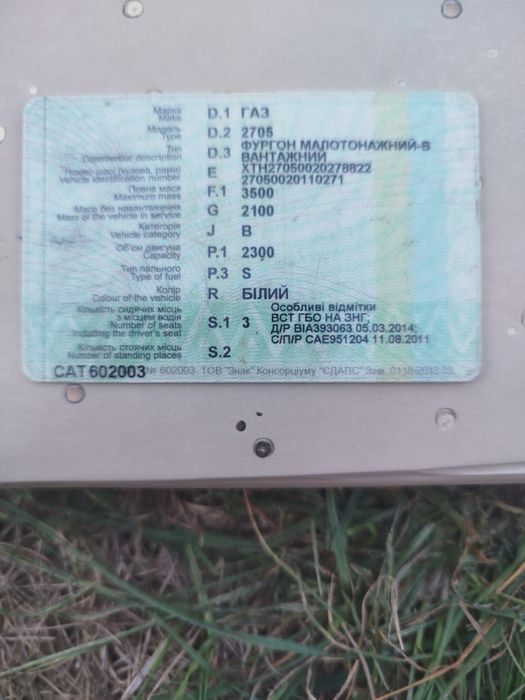 Марка
Make D.1 ГАЗ
Модель
Type D.2 2705
Тип
Commercial description D.3 ФУРГОН МАЛОТОНАЖНИЙ-В
ВАНТАЖНИЙ
Номер шасі (кузова, рами)
Vehicle identification number E XTH27050020278822
27050020110271
Повна маса
Maximum mass F.1 3500
Маса без навантаження
Mass of the vehicle in service G 2100
Категорія
Vehicle category J B
Об'єм двигуна
Capacity P.1 2300
Тип пального
Type of fuel P.3 S
Колір
Colour of the vehicle R БІЛИЙ
Кількість сидячих місць
з місцем водія
Number of seats
including the driver's seat S.1 3
Особливі відмітки
ВСТ ГБО НА ЗНГ;
Д/Р ВІА393063 05.03.2014;
С/П/Р САЕ951204 11.08.2011
Кількість стоячих місць
Number of standing places S.2
САТ 602003 № 602003 ТОВ "Знак" Консорціуму "ЄДАПС" Зам.